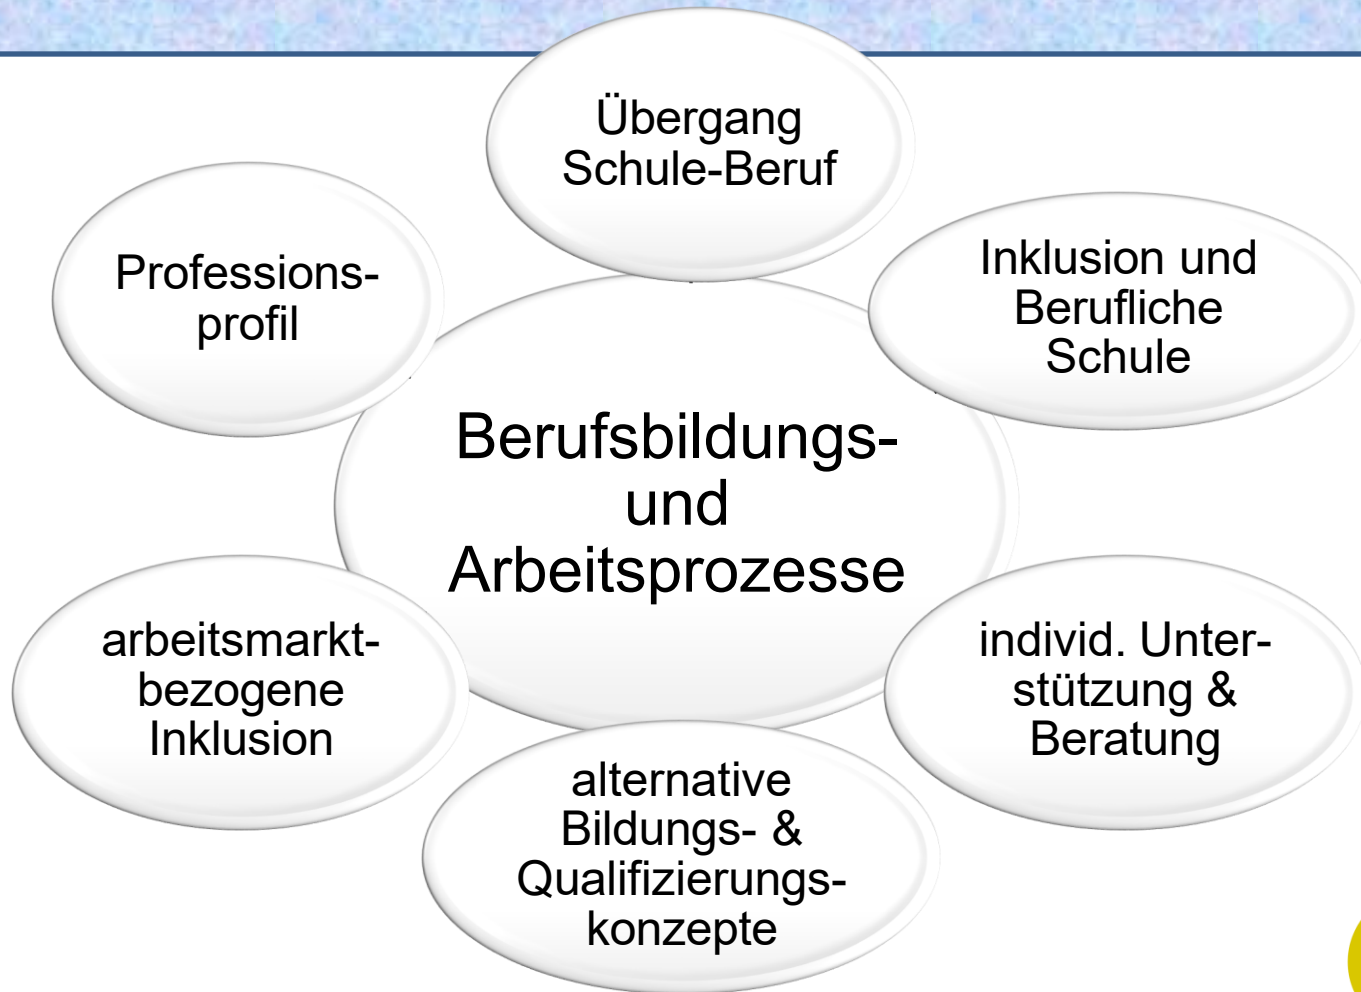 Übergang
Schule-Beruf
Professions-
profil
Inklusion und
Berufliche
Schule
Berufsbildungs-
und
Arbeitsprozesse
arbeitsmarkt-
bezogene
Inklusion
individ. Unter-
stützung &
Beratung
alternative
Bildungs- &
Qualifizierungs-
konzepte